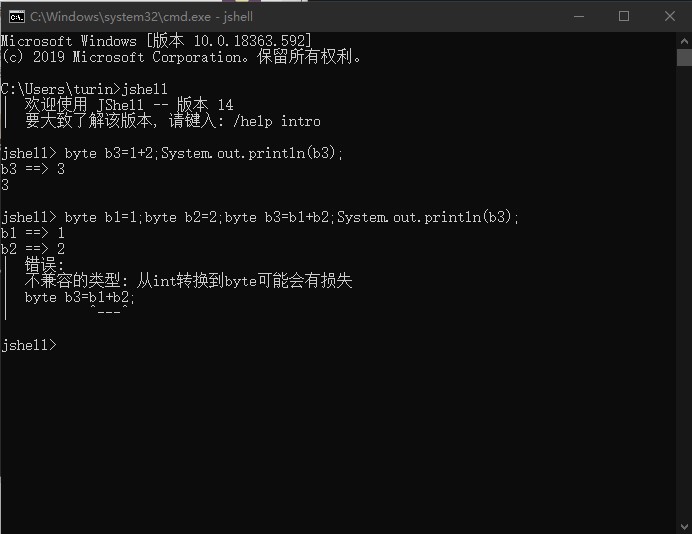 C:\Windows\system32\cmd.exe - jshell
Microsoft Windows [版本 10.0.18363.592]
(c) 2019 Microsoft Corporation。保留所有权利。
C:\Users\turin>jshell
|  欢迎使用 JShell -- 版本 14
|  要大致了解该版本, 请键入: /help intro
jshell> byte b3=1+2;System.out.println(b3);
b3 ==> 3
3
jshell> byte b1=1;byte b2=2;byte b3=b1+b2;System.out.println(b3);
b1 ==> 1
b2 ==> 2
|  错误:
|  不兼容的类型: 从int转换到byte可能会有损失
|  byte b3=b1+b2;
|          ^---^
jshell>